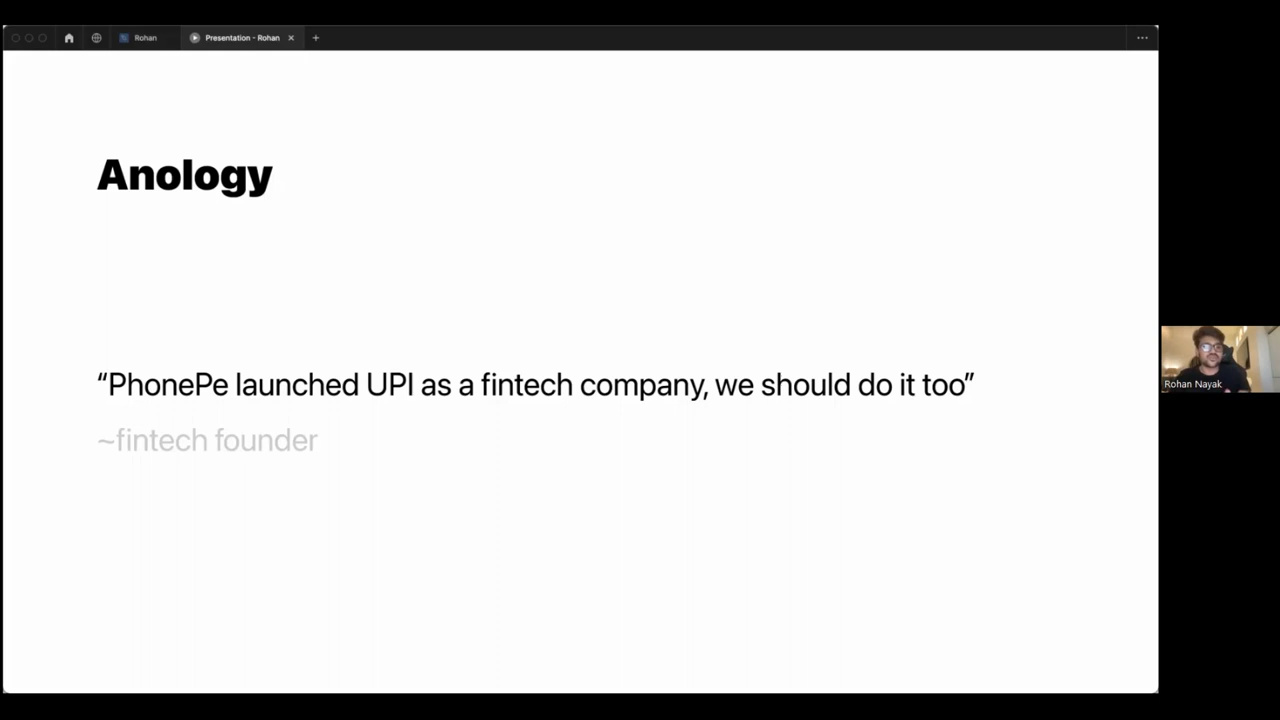 Rohan
Presentation - Rohan
Anology
“PhonePe launched UPI as a fintech company, we should do it too”
~fintech founder
Rohan Nayak